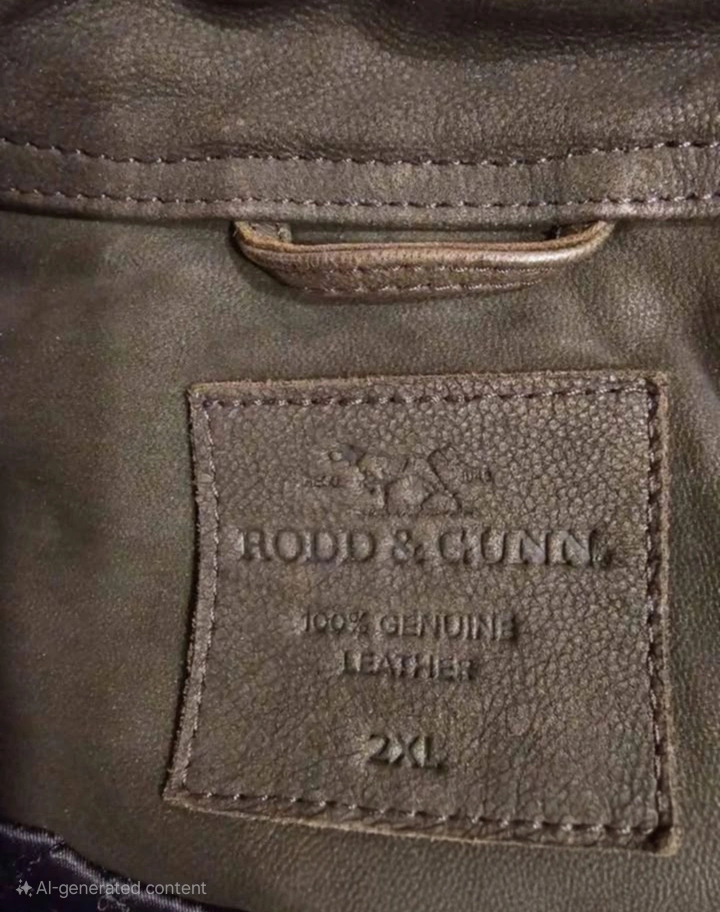 RODD & GUNN
100% GENUINE
LEATHER
2XL
AI-generated content